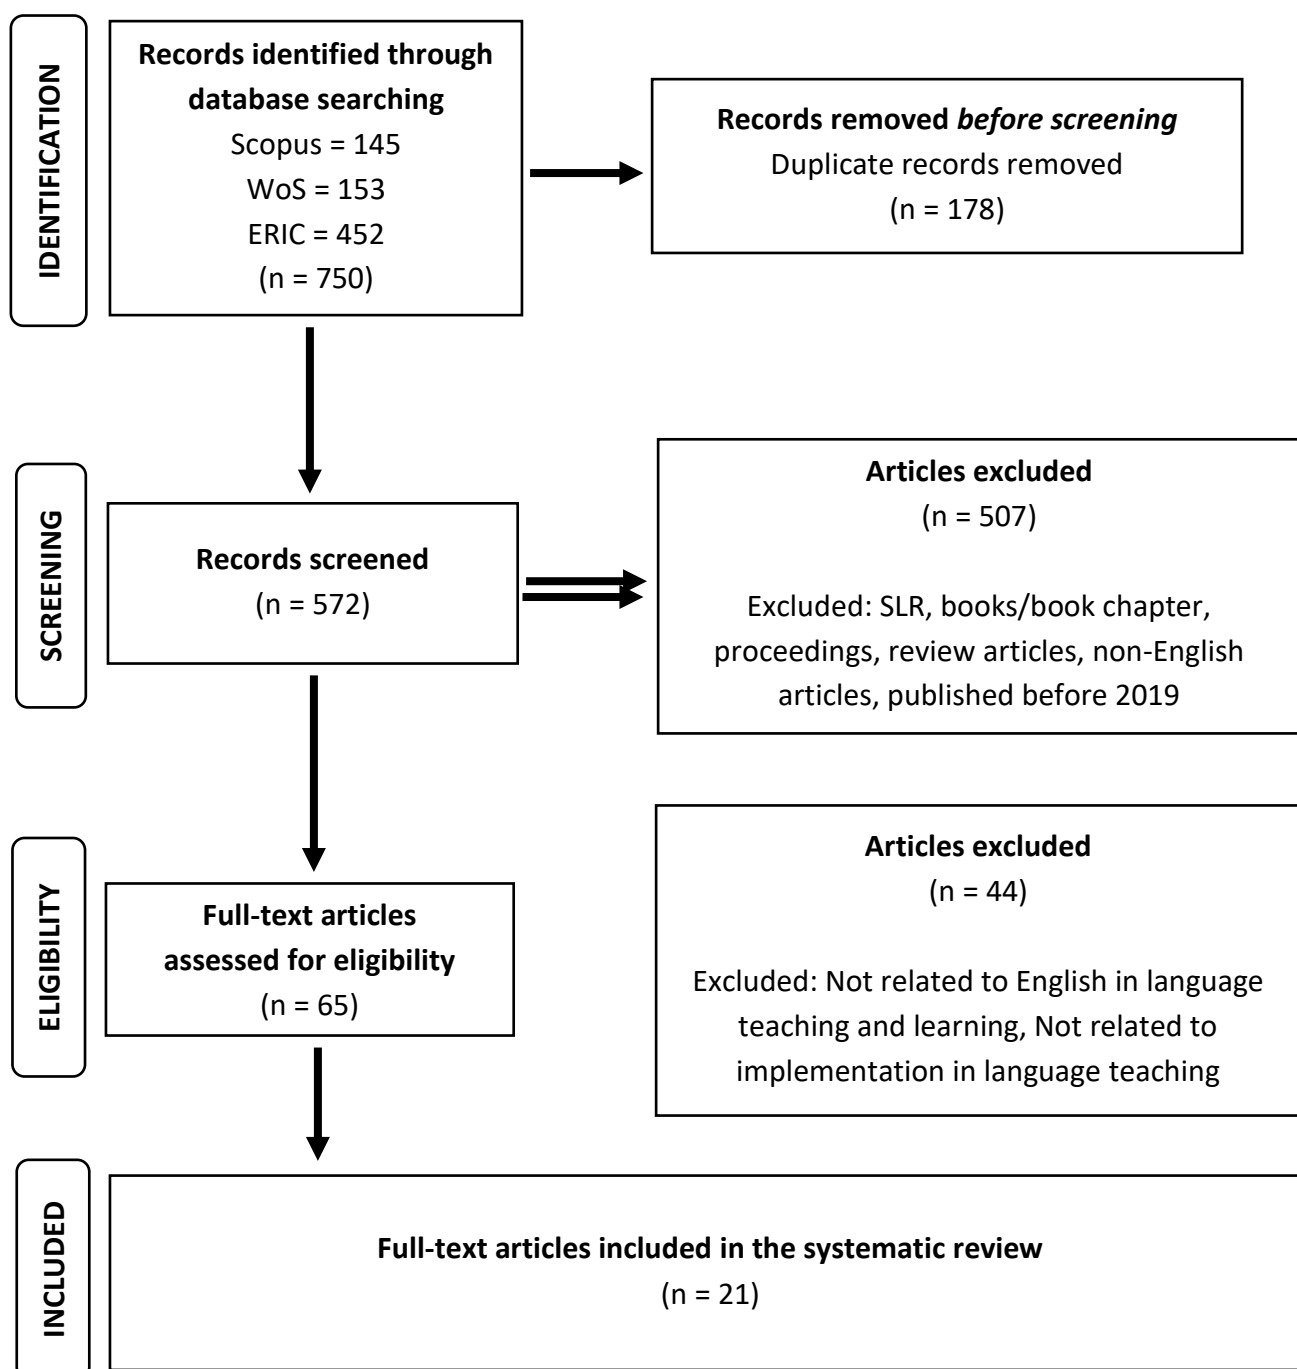 IDENTIFICATION
Records identified through
database searching
Scopus = 145
WoS = 153
ERIC = 452
(n = 750)
Records removed before screening
Duplicate records removed
(n = 178)
SCREENING
Records screened
(n = 572)
Articles excluded
(n = 507)
Excluded: SLR, books/book chapter,
proceedings, review articles, non-English
articles, published before 2019
ELIGIBILITY
Full-text articles
assessed for eligibility
(n = 65)
Articles excluded
(n = 44)
Excluded: Not related to English in language
teaching and learning, Not related to
implementation in language teaching
INCLUDED
Full-text articles included in the systematic review
(n = 21)